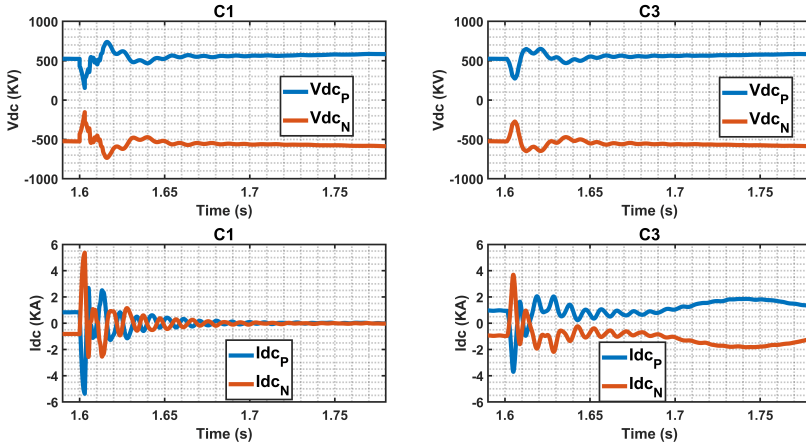 C1
1000
500
0
-500
-1000
Vdc (KV)
Vdc_P
Vdc_N
1.6
1.65
1.7
1.75
Time (s)
C3
1000
500
0
-500
-1000
Vdc (KV)
Vdc_P
Vdc_N
1.6
1.65
1.7
1.75
Time (s)
C1
6
4
2
0
-2
-4
-6
Idc (KA)
Idc_P
Idc_N
1.6
1.65
1.7
1.75
Time (s)
C3
6
4
2
0
-2
-4
-6
Idc (KA)
Idc_P
Idc_N
1.6
1.65
1.7
1.75
Time (s)